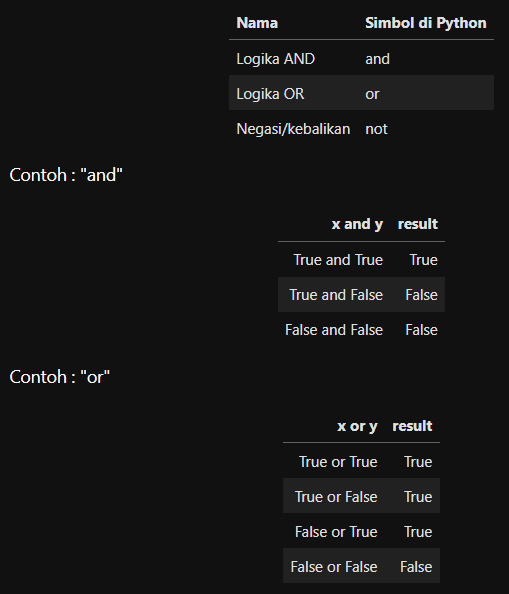 Nama Simbol di Python
Logika AND and
Logika OR or
Negasi/kebalikan not
Contoh : "and"
x and y result
True and True True
True and False False
False and False False
Contoh : "or"
x or y result
True or True True
True or False True
False or True True
False or False False